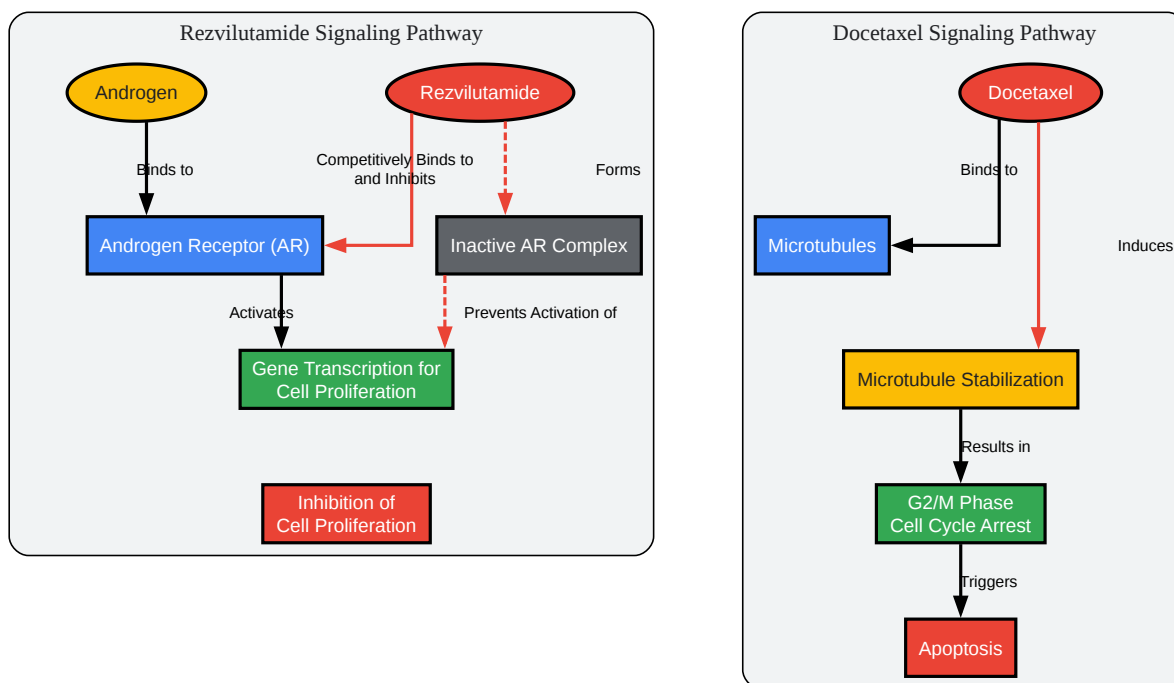 Rezvilutamide Signaling Pathway
Androgen
Rezvilutamide
Binds to
Competitively Binds to
and Inhibits
Forms
Androgen Receptor (AR)
Inactive AR Complex
Activates
Prevents Activation of
Gene Transcription for
Cell Proliferation
Inhibition of
Cell Proliferation
Docetaxel Signaling Pathway
Docetaxel
Binds to
Microtubules
Induces
Microtubule Stabilization
Results in
G2/M Phase
Cell Cycle Arrest
Triggers
Apoptosis